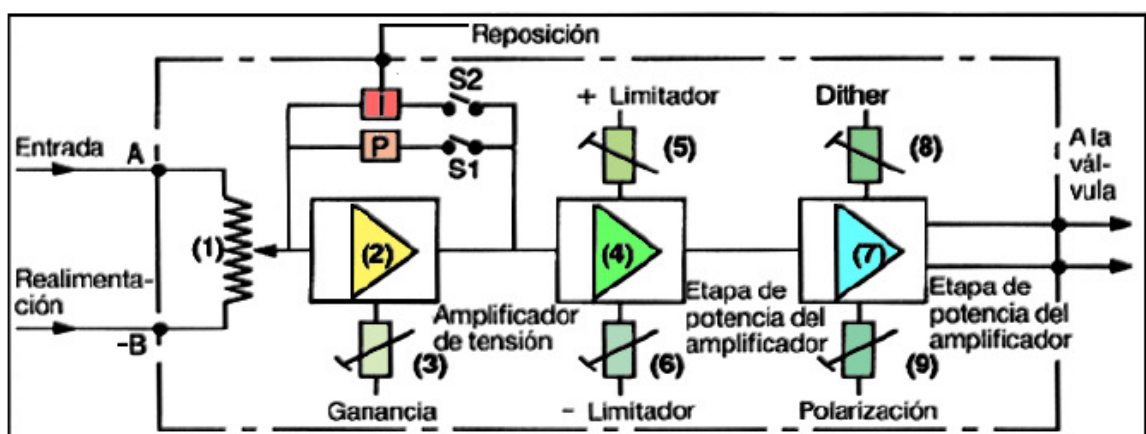 Reposición
S2
I
+ Limitador
Dither
Entrada
A
P
S1
(5)
(8)
A la
vál-
vula
(1)
(2)
(4)
(7)
Realimenta-
ción
-B
Amplificador
de tensión
(3)
Etapa de
potencia del
amplificador
(6)
Etapa de
potencia del
amplificador
(9)
Ganancia
- Limitador
Polarización